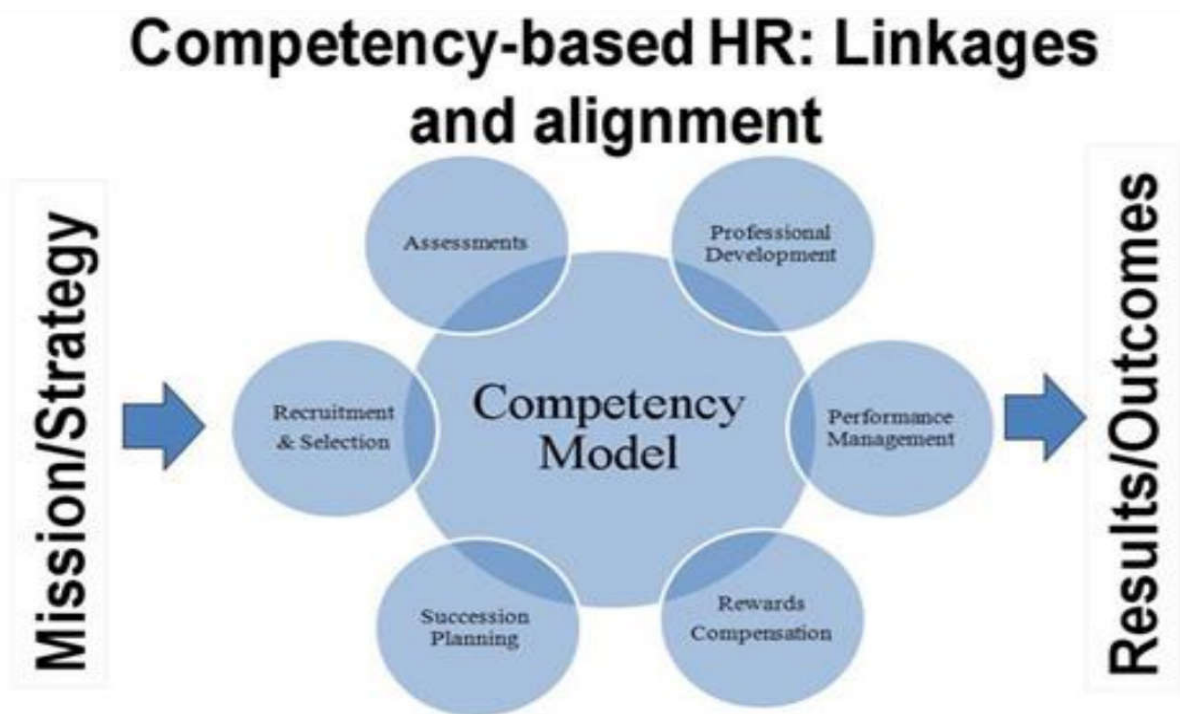 Competency-based HR: Linkages
and alignment
Mission/Strategy
Assessments
Professional
Development
Recruitment
& Selection
Competency
Model
Performance
Management
Succession
Planning
Rewards
Compensation
Results/Outcomes